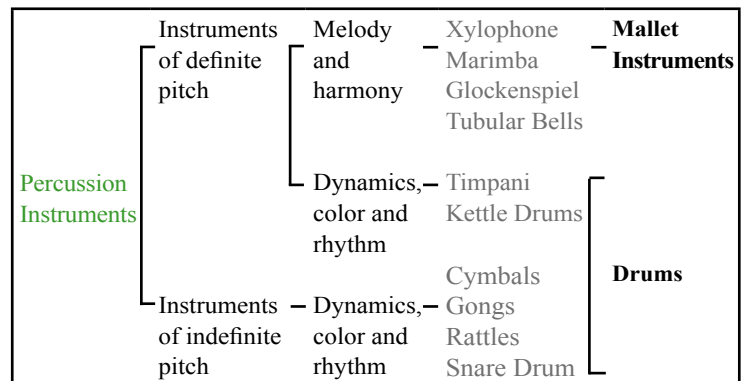 Percussion
Instruments
Instruments
of definite
pitch
Melody
and
harmony
Xylophone
Marimba
Glockenspiel
Tubular Bells
Mallet
Instruments
Dynamics,
color and
rhythm
Timpani
Kettle Drums
Instruments
of indefinite
pitch
Dynamics,
color and
rhythm
Cymbals
Gongs
Rattles
Snare Drum
Drums